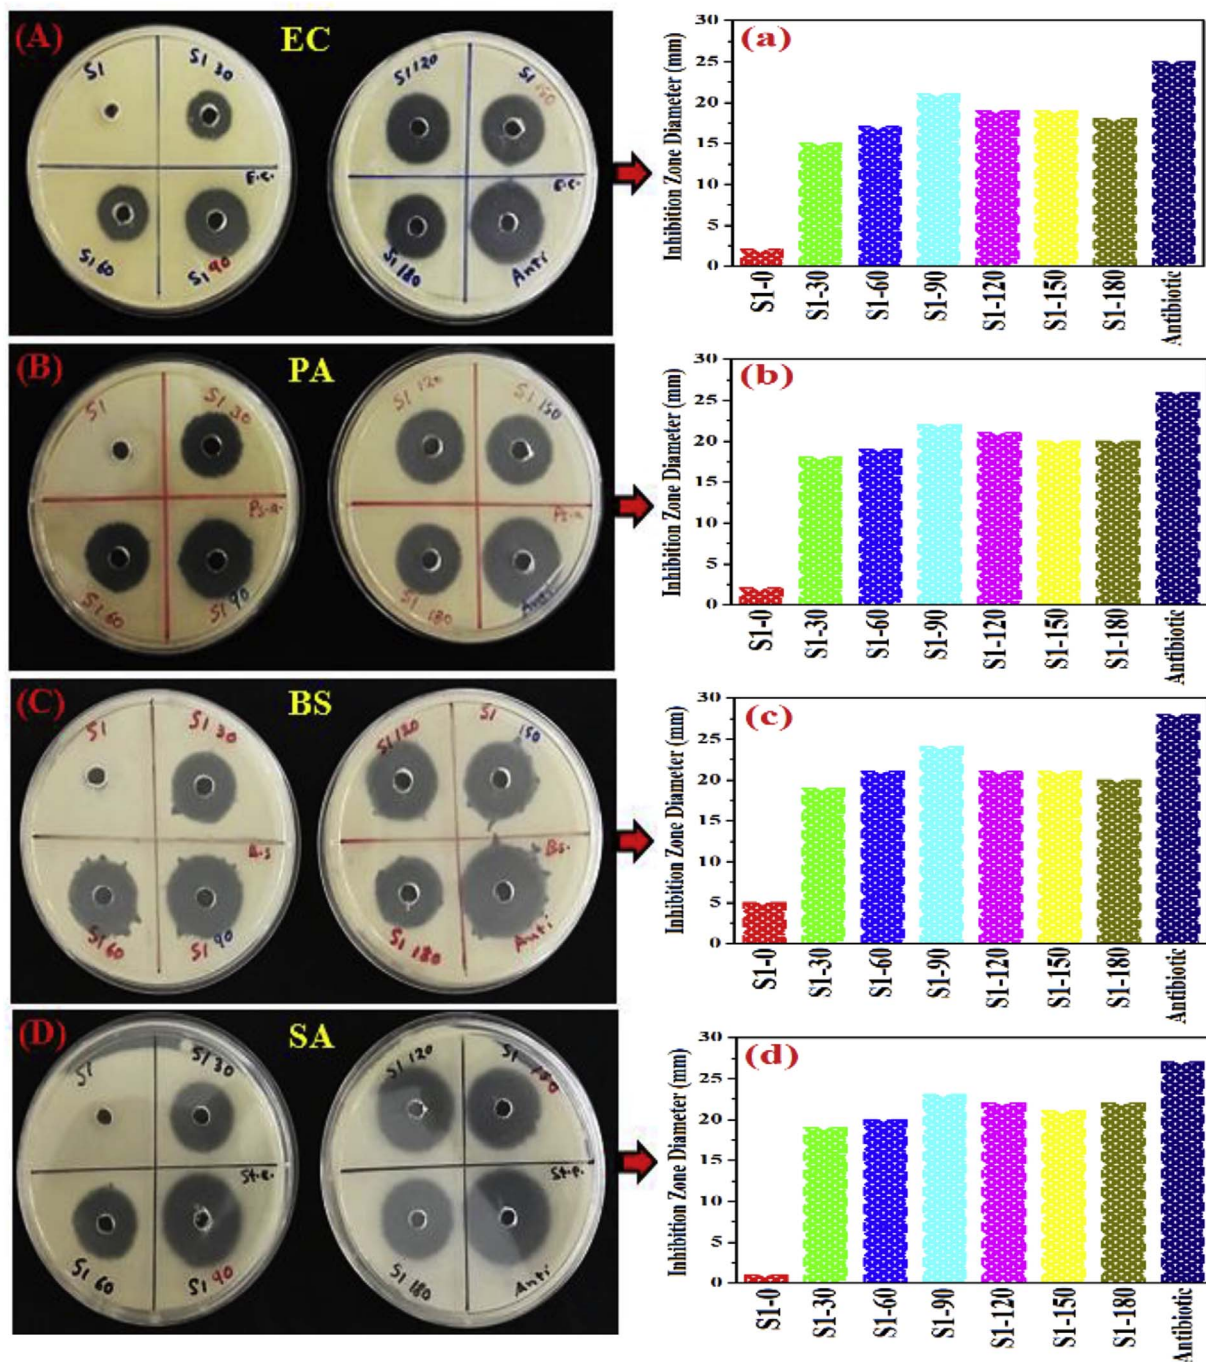 (A)
EC
S1
S1 30
E.c.
S1 60
S1 90
S1 120
S1 150
E.c.
S1 180
Anti
(a)
Inhibition Zone Diameter (mm)
30
25
20
15
10
5
0
S1-0
S1-30
S1-60
S1-90
S1-120
S1-150
S1-180
Antibiotic
(B)
PA
S1
S1 30
Ps.a.
S1 60
S1 90
S1 120
S1 150
Ps.a
S1 180
Anti
(b)
Inhibition Zone Diameter (mm)
30
25
20
15
10
5
0
S1-0
S1-30
S1-60
S1-90
S1-120
S1-150
S1-180
Antibiotic
(C)
BS
S1
S1 30
B.s
S1 60
S1 90
S1 120
S1 150
Bs.
S1 180
Anti
(c)
Inhibition Zone Diameter (mm)
30
25
20
15
10
5
0
S1-0
S1-30
S1-60
S1-90
S1-120
S1-150
S1-180
Antibiotic
(D)
SA
S1
S1 30
S1 60
S1 90
S1 120
S1 150
S1 180
Anti
(d)
Inhibition Zone Diameter (mm)
30
25
20
15
10
5
0
S1-0
S1-30
S1-60
S1-90
S1-120
S1-150
S1-180
Antibiotic